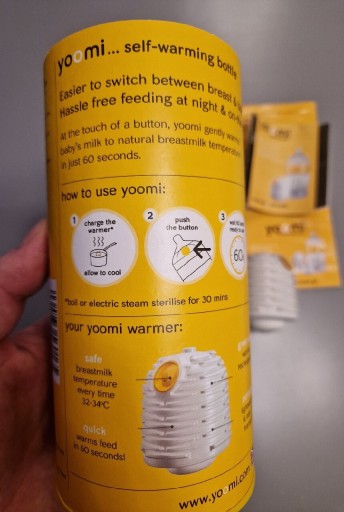 yoomi... self-warming bottle
Easier to switch between breast &
Hassle free feeding at night & on
At the touch of a button, yoomi gently
baby's milk to natural breastmilk
in just 60 seconds.
how to use yoomi:
1
charge the
warmer*
allow to cool
2
push
the button
3
60
*boil or electric steam sterilise for 30 mins
your yoomi warmer:
safe
breastmilk
temperature
every time
32-34°C
quick
warms feed
in 60 seconds!
www.yoomi.com
yoomi
yoomi